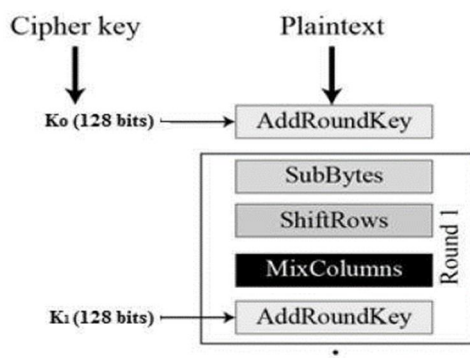 Cipher key
Plaintext
K₀ (128 bits)
AddRoundKey
SubBytes
ShiftRows
MixColumns
Round 1
K₁ (128 bits)
AddRoundKey